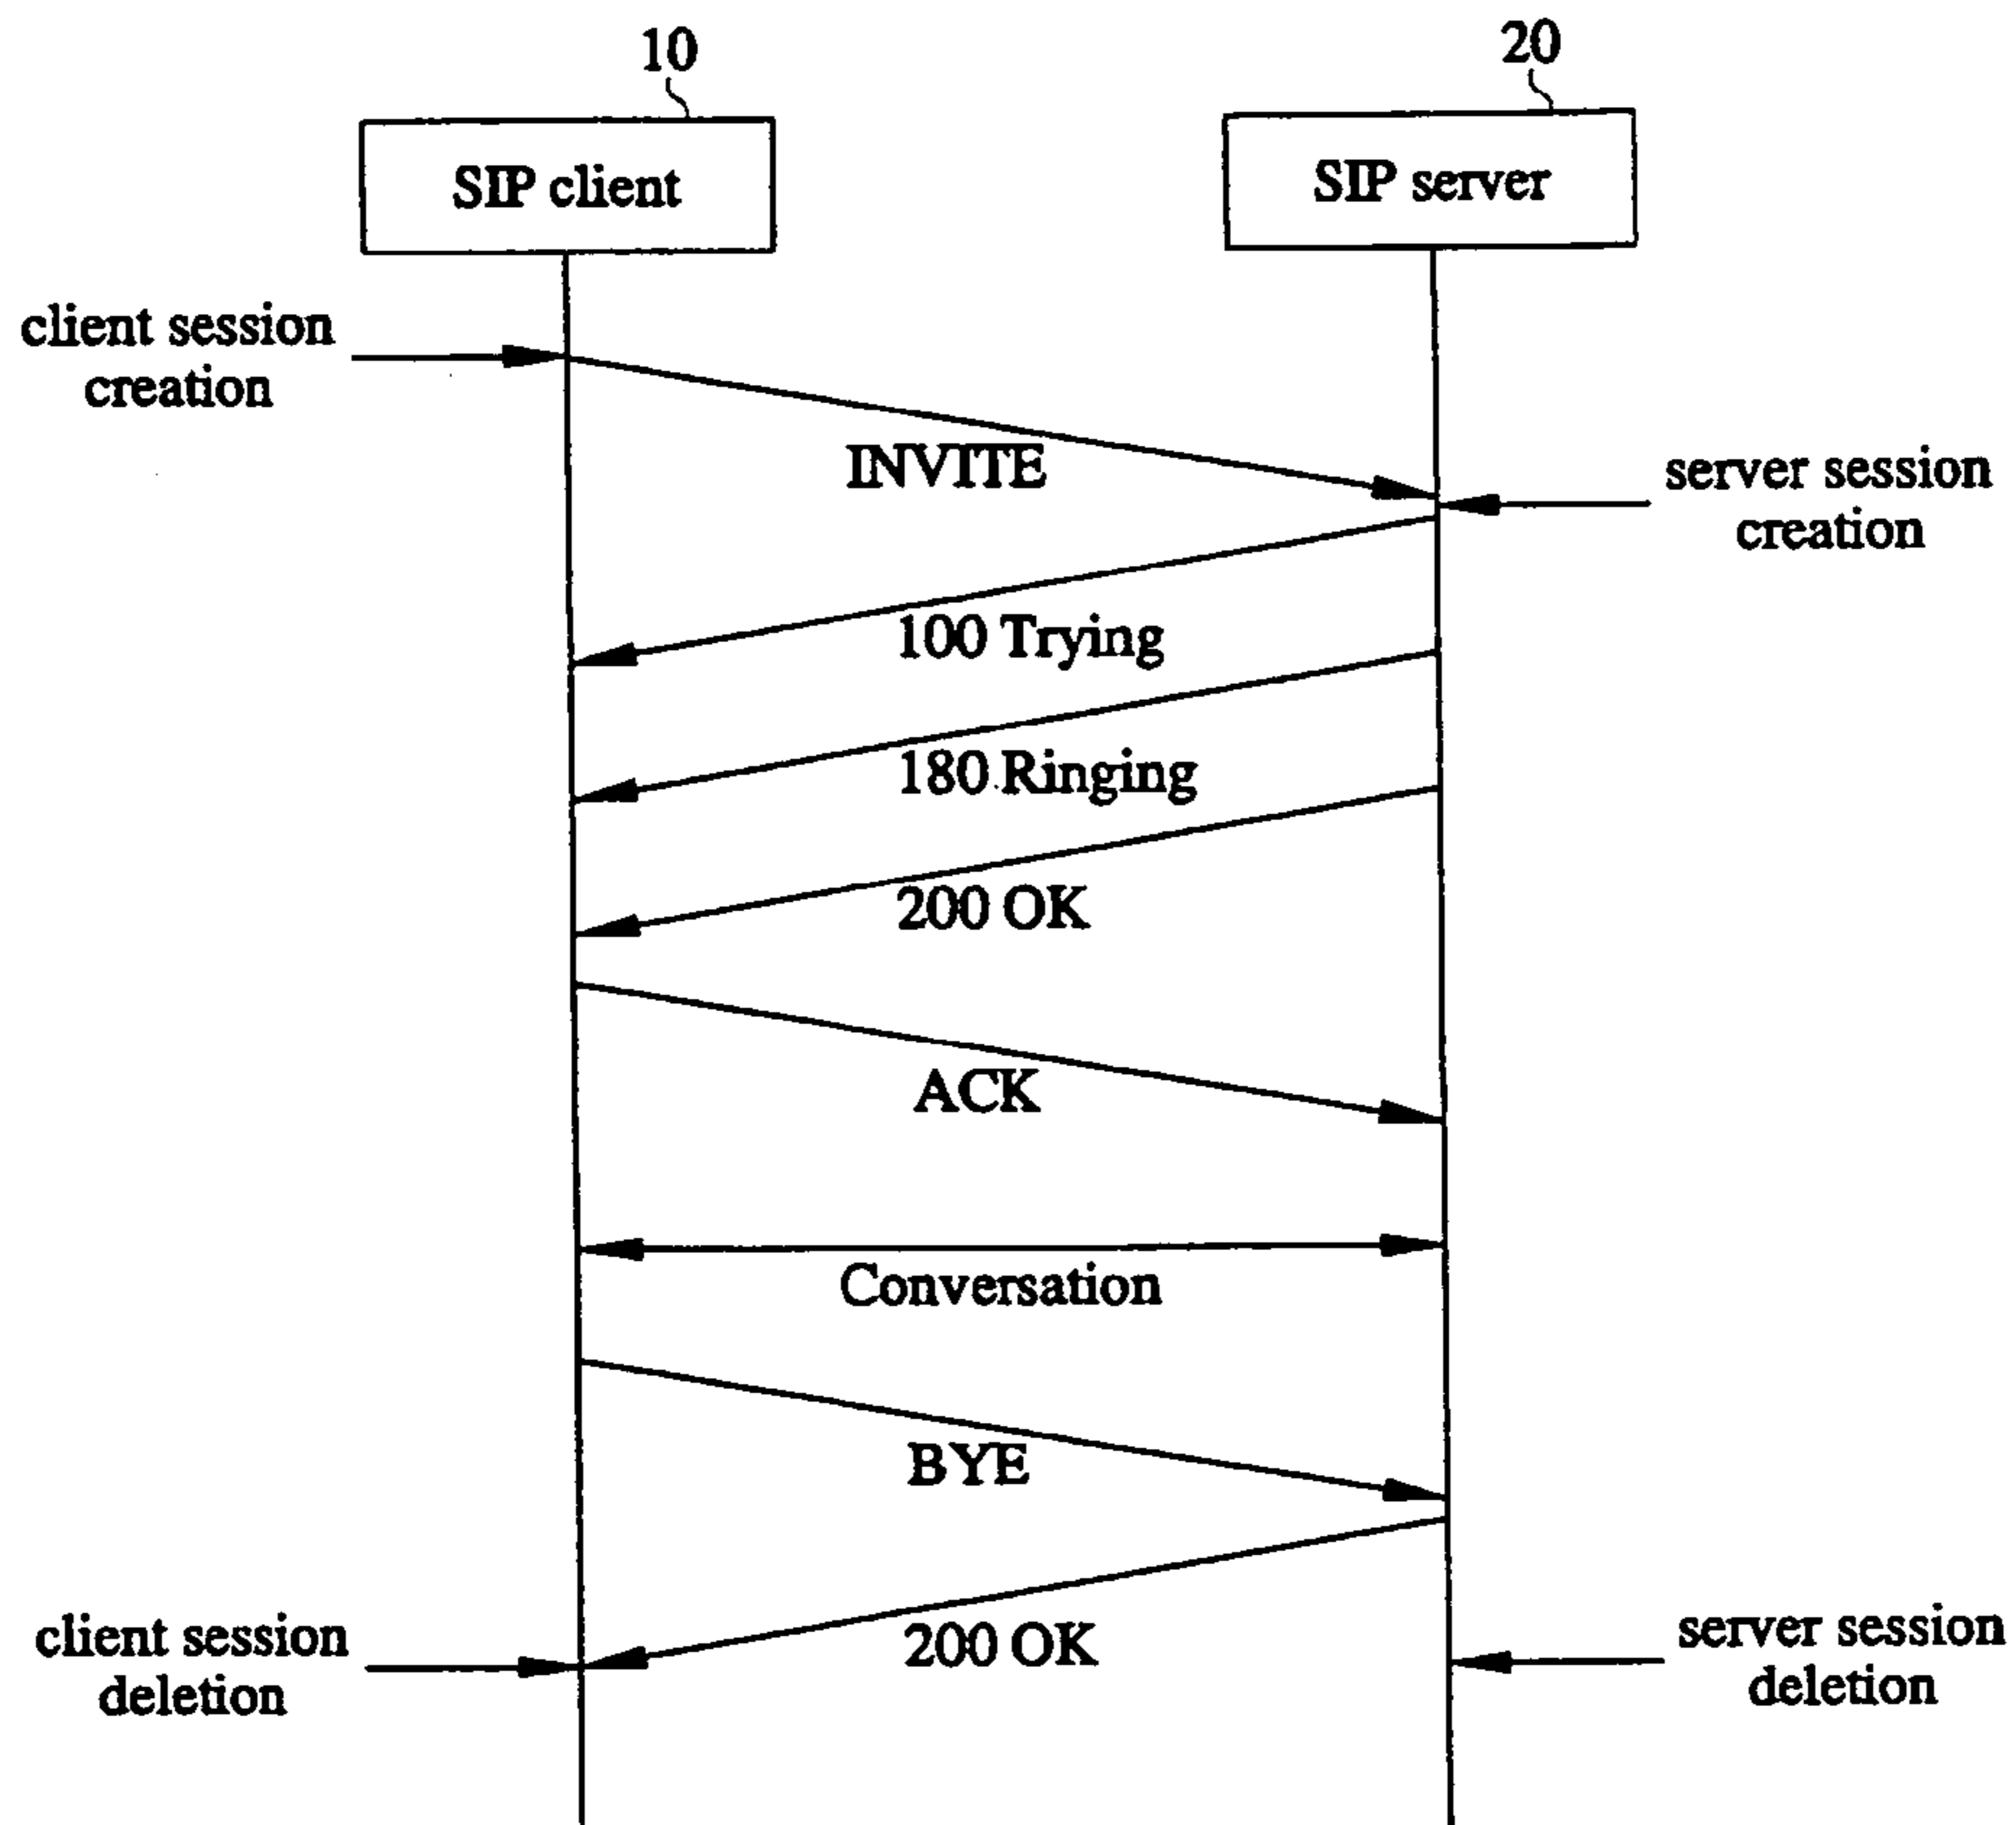 10
20
SIP client
SIP server
client session
creation
INVITE
server session
creation
100 Trying
180 Ringing
200 OK
ACK
Conversation
BYE
200 OK
client session
deletion
server session
deletion